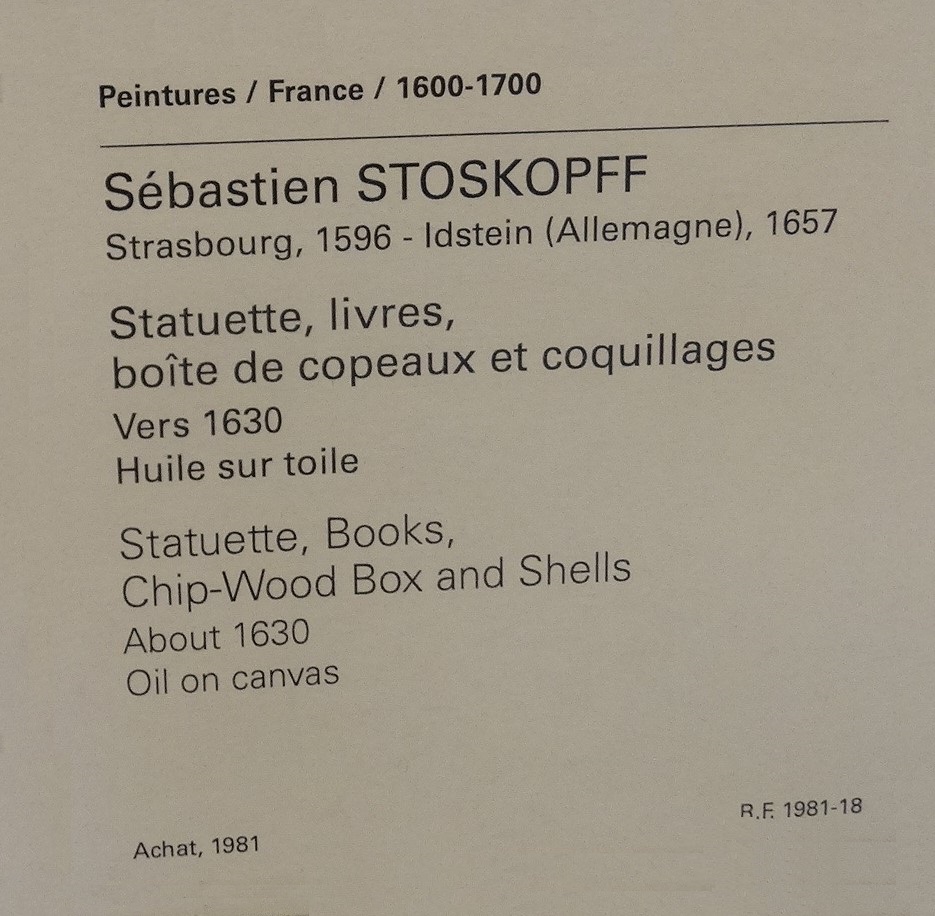 Peintures / France / 1600-1700
Sébastien STOSKOPFF
Strasbourg, 1596 - Idstein (Allemagne), 1657
Statuette, livres,
boîte de copeaux et coquillages
Vers 1630
Huile sur toile
Statuette, Books,
Chip-Wood Box and Shells
About 1630
Oil on canvas
R.F. 1981-18
Achat, 1981